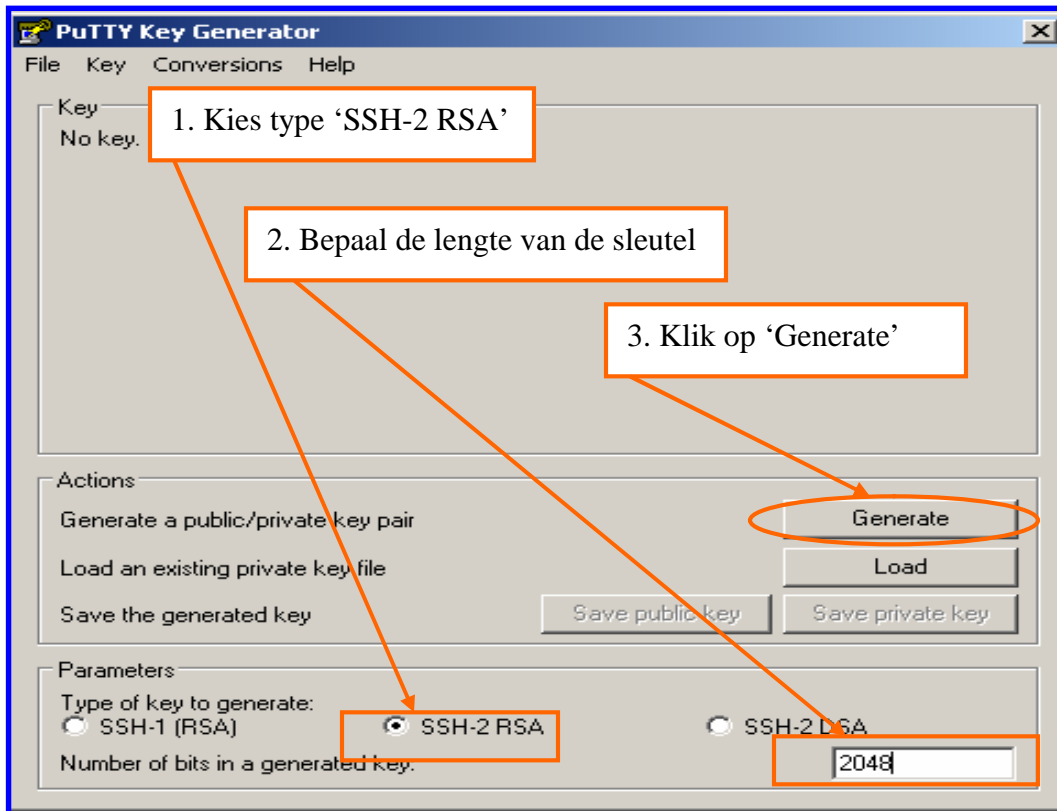 PuTTY Key Generator
File Key Conversions Help
Key
No key.
1. Kies type ‘SSH-2 RSA’
2. Bepaal de lengte van de sleutel
3. Klik op ‘Generate’
Actions
Generate a public/private key pair
Generate
Load an existing private key file
Load
Save the generated key
Save public key
Save private key
Parameters
Type of key to generate:
SSH-1 (RSA)
SSH-2 RSA
SSH-2 DSA
Number of bits in a generated key:
2048